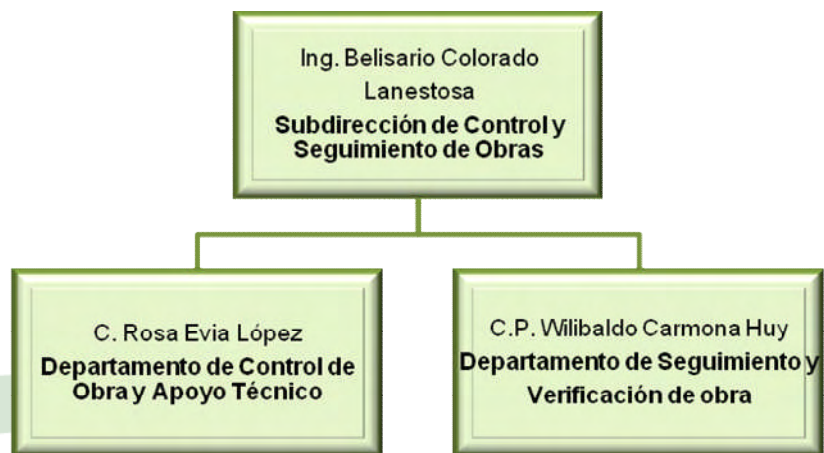 Ing. Belisario Colorado
Lanestosa
Subdirección de Control y
Seguimiento de Obras
C. Rosa Evia López
Departamento de Control de
Obra y Apoyo Técnico
C.P. Wilibaldo Carmona Huy
Departamento de Seguimiento y
Verificación de obra